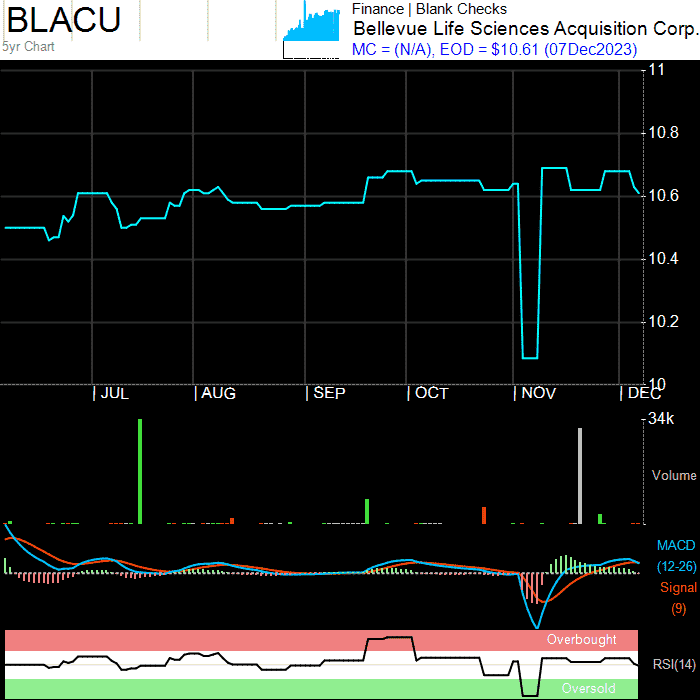 BLACU
5yr Chart
Finance | Blank Checks
Bellevue Life Sciences Acquisition Corp.
MC = (N/A), EOD = $10.61 (07Dec2023)
11
10.8
10.6
10.4
10.2
10
JUL AUG SEP OCT NOV DEC
34k
Volume
MACD
(12-26)
Signal
(9)
Overbought
RSI(14)
Oversold